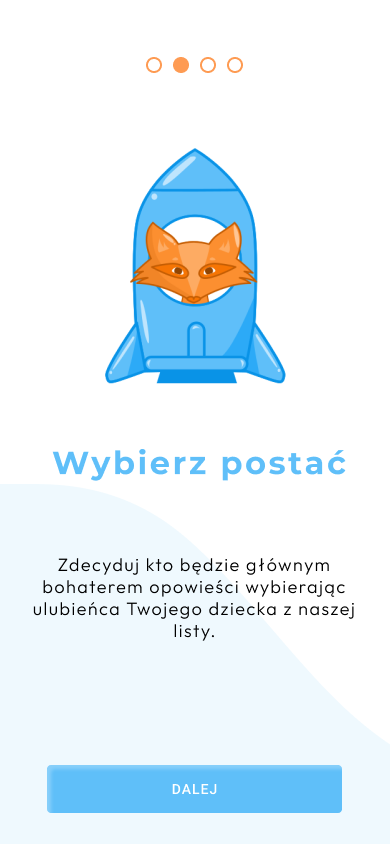 Wybierz postać
Zdecyduj kto będzie głównym
bohaterem opowieści wybierając
ulubieńca Twojego dziecka z naszej
listy.
DALEJ